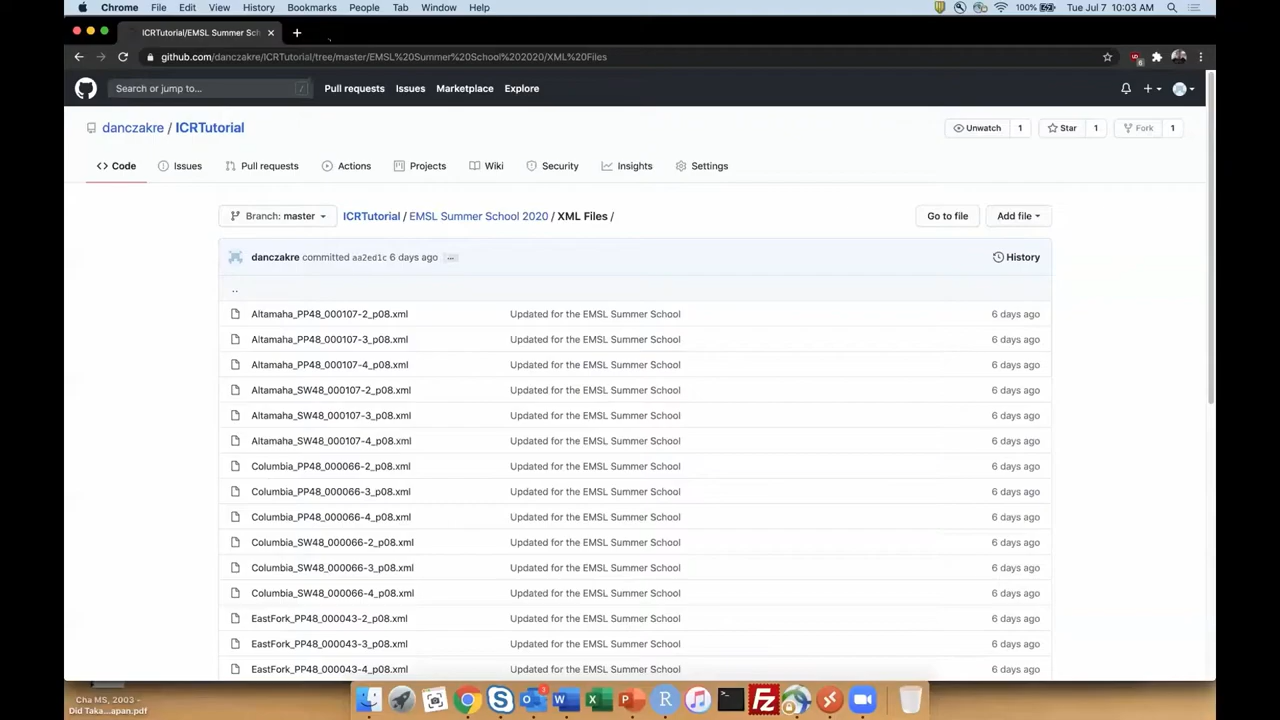 Chrome File Edit View History Bookmarks People Tab Window Help 100% Tue Jul 7 10:03 AM
ICRTutorial/EMSL Summer Sch
github.com/danczakre/ICRTutorial/tree/master/EMSL%20Summer%20School%202020/XML%20Files
Search or jump to... / Pull requests Issues Marketplace Explore
danczakre / ICRTutorial Unwatch 1 Star 1 Fork 1
Code Issues Pull requests Actions Projects Wiki Security Insights Settings
Branch: master ICRTutorial / EMSL Summer School 2020 / XML Files / Go to file Add file
danczakre committed aa2ed1c 6 days ago ... History
..
Altamaha_PP48_000107-2_p08.xml Updated for the EMSL Summer School 6 days ago
Altamaha_PP48_000107-3_p08.xml Updated for the EMSL Summer School 6 days ago
Altamaha_PP48_000107-4_p08.xml Updated for the EMSL Summer School 6 days ago
Altamaha_SW48_000107-2_p08.xml Updated for the EMSL Summer School 6 days ago
Altamaha_SW48_000107-3_p08.xml Updated for the EMSL Summer School 6 days ago
Altamaha_SW48_000107-4_p08.xml Updated for the EMSL Summer School 6 days ago
Columbia_PP48_000066-2_p08.xml Updated for the EMSL Summer School 6 days ago
Columbia_PP48_000066-3_p08.xml Updated for the EMSL Summer School 6 days ago
Columbia_PP48_000066-4_p08.xml Updated for the EMSL Summer School 6 days ago
Columbia_SW48_000066-2_p08.xml Updated for the EMSL Summer School 6 days ago
Columbia_SW48_000066-3_p08.xml Updated for the EMSL Summer School 6 days ago
Columbia_SW48_000066-4_p08.xml Updated for the EMSL Summer School 6 days ago
EastFork_PP48_000043-2_p08.xml Updated for the EMSL Summer School 6 days ago
EastFork_PP48_000043-3_p08.xml Updated for the EMSL Summer School 6 days ago
EastFork_PP48_000043-4_p08.xml Updated for the EMSL Summer School 6 days ago
Cha MS, 2003 -
Did Taka...apan.pdf